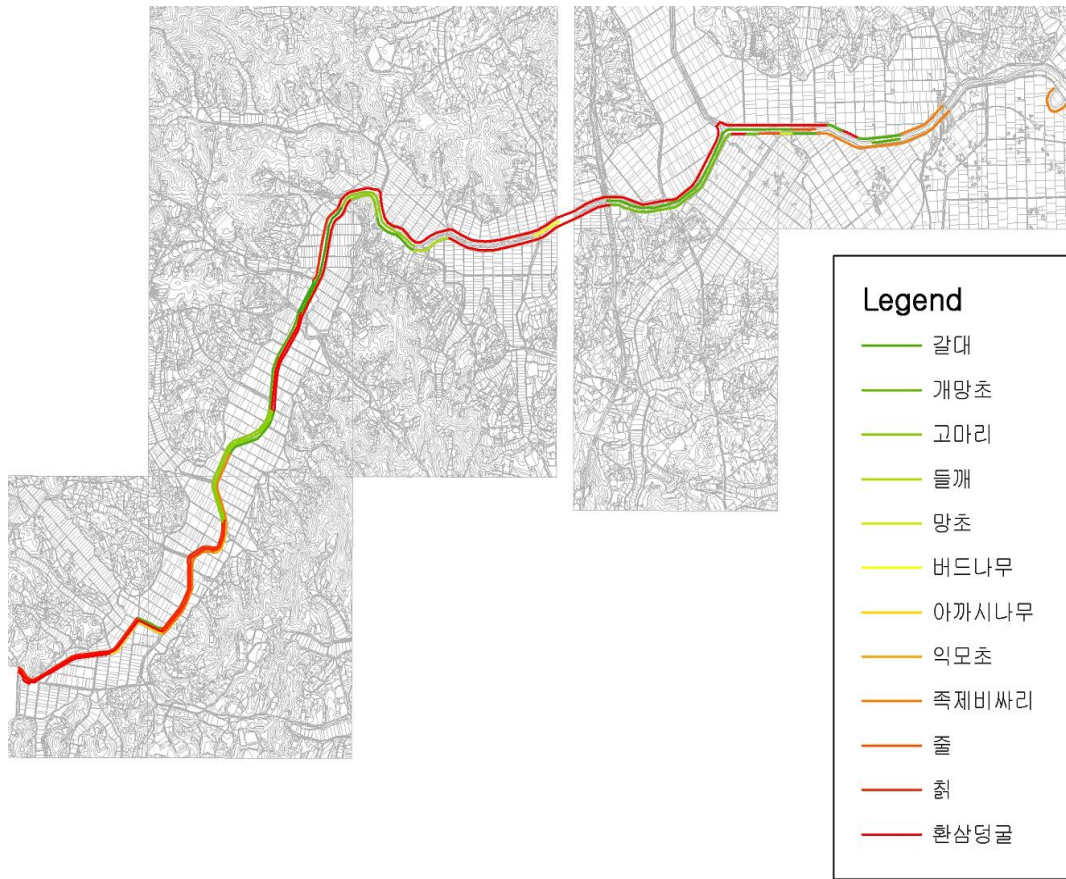 Legend
갈대
개망초
고마리
들깨
망초
버드나무
아까시나무
익모초
족제비싸리
줄
칡
환삼덩굴